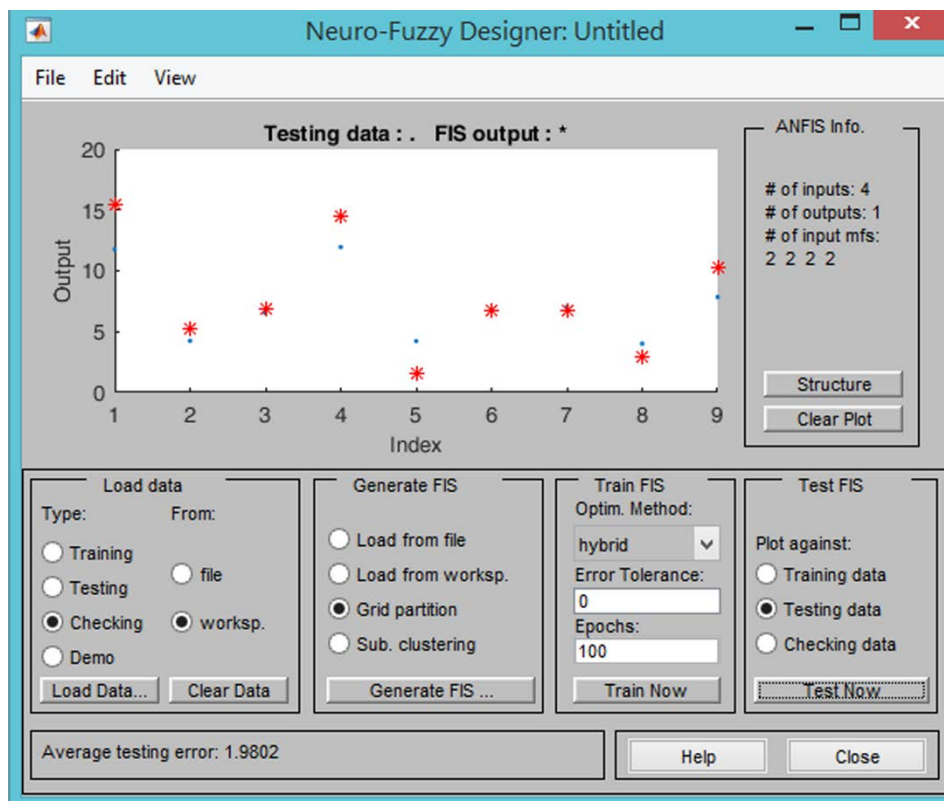 Neuro-Fuzzy Designer: Untitled
File Edit View
Testing data : . FIS output : *
20
15
10
5
0
Output
1 2 3 4 5 6 7 8 9
Index
ANFIS Info.
# of inputs: 4
# of outputs: 1
# of input mfs:
2 2 2 2
Structure
Clear Plot
Load data
Type: From:
Training
Testing
Checking
Demo
file
worksp.
Load Data... Clear Data
Generate FIS
Load from file
Load from worksp.
Grid partition
Sub. clustering
Generate FIS ...
Train FIS
Optim. Method:
hybrid
Error Tolerance:
0
Epochs:
100
Train Now
Test FIS
Plot against:
Training data
Testing data
Checking data
Test Now
Average testing error: 1.9802
Help Close